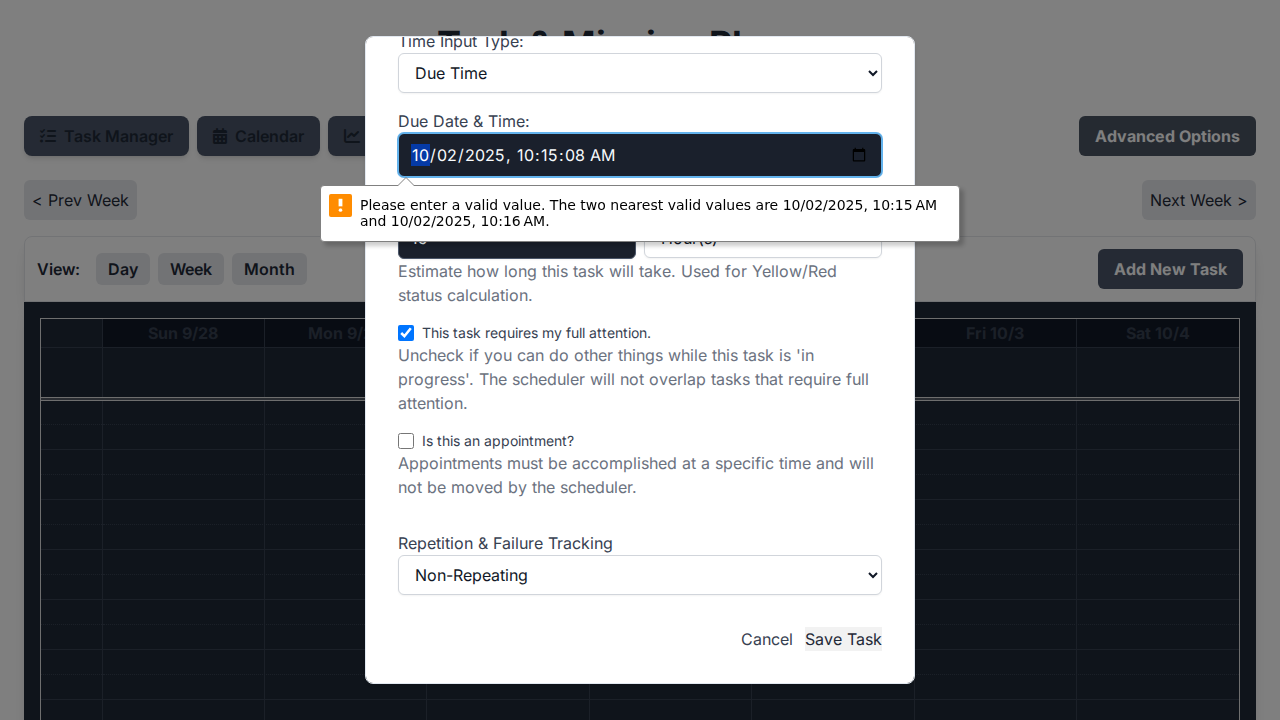 Time Input Type:
Due Time
Task Manager
Calendar
Due Date & Time:
Advanced Options
10/02/2025, 10:15:08 AM
< Prev Week
Next Week >
Please enter a valid value. The two nearest valid values are 10/02/2025, 10:15 AM
and 10/02/2025, 10:16 AM.
View:
Day
Week
Month
Add New Task
Estimate how long this task will take. Used for Yellow/Red
status calculation.
Sun 9/28
Mon 9/
Fri 10/3
Sat 10/4
This task requires my full attention.
Uncheck if you can do other things while this task is 'in
progress'. The scheduler will not overlap tasks that require full
attention.
Is this an appointment?
Appointments must be accomplished at a specific time and will
not be moved by the scheduler.
Repetition & Failure Tracking
Non-Repeating
Cancel
Save Task